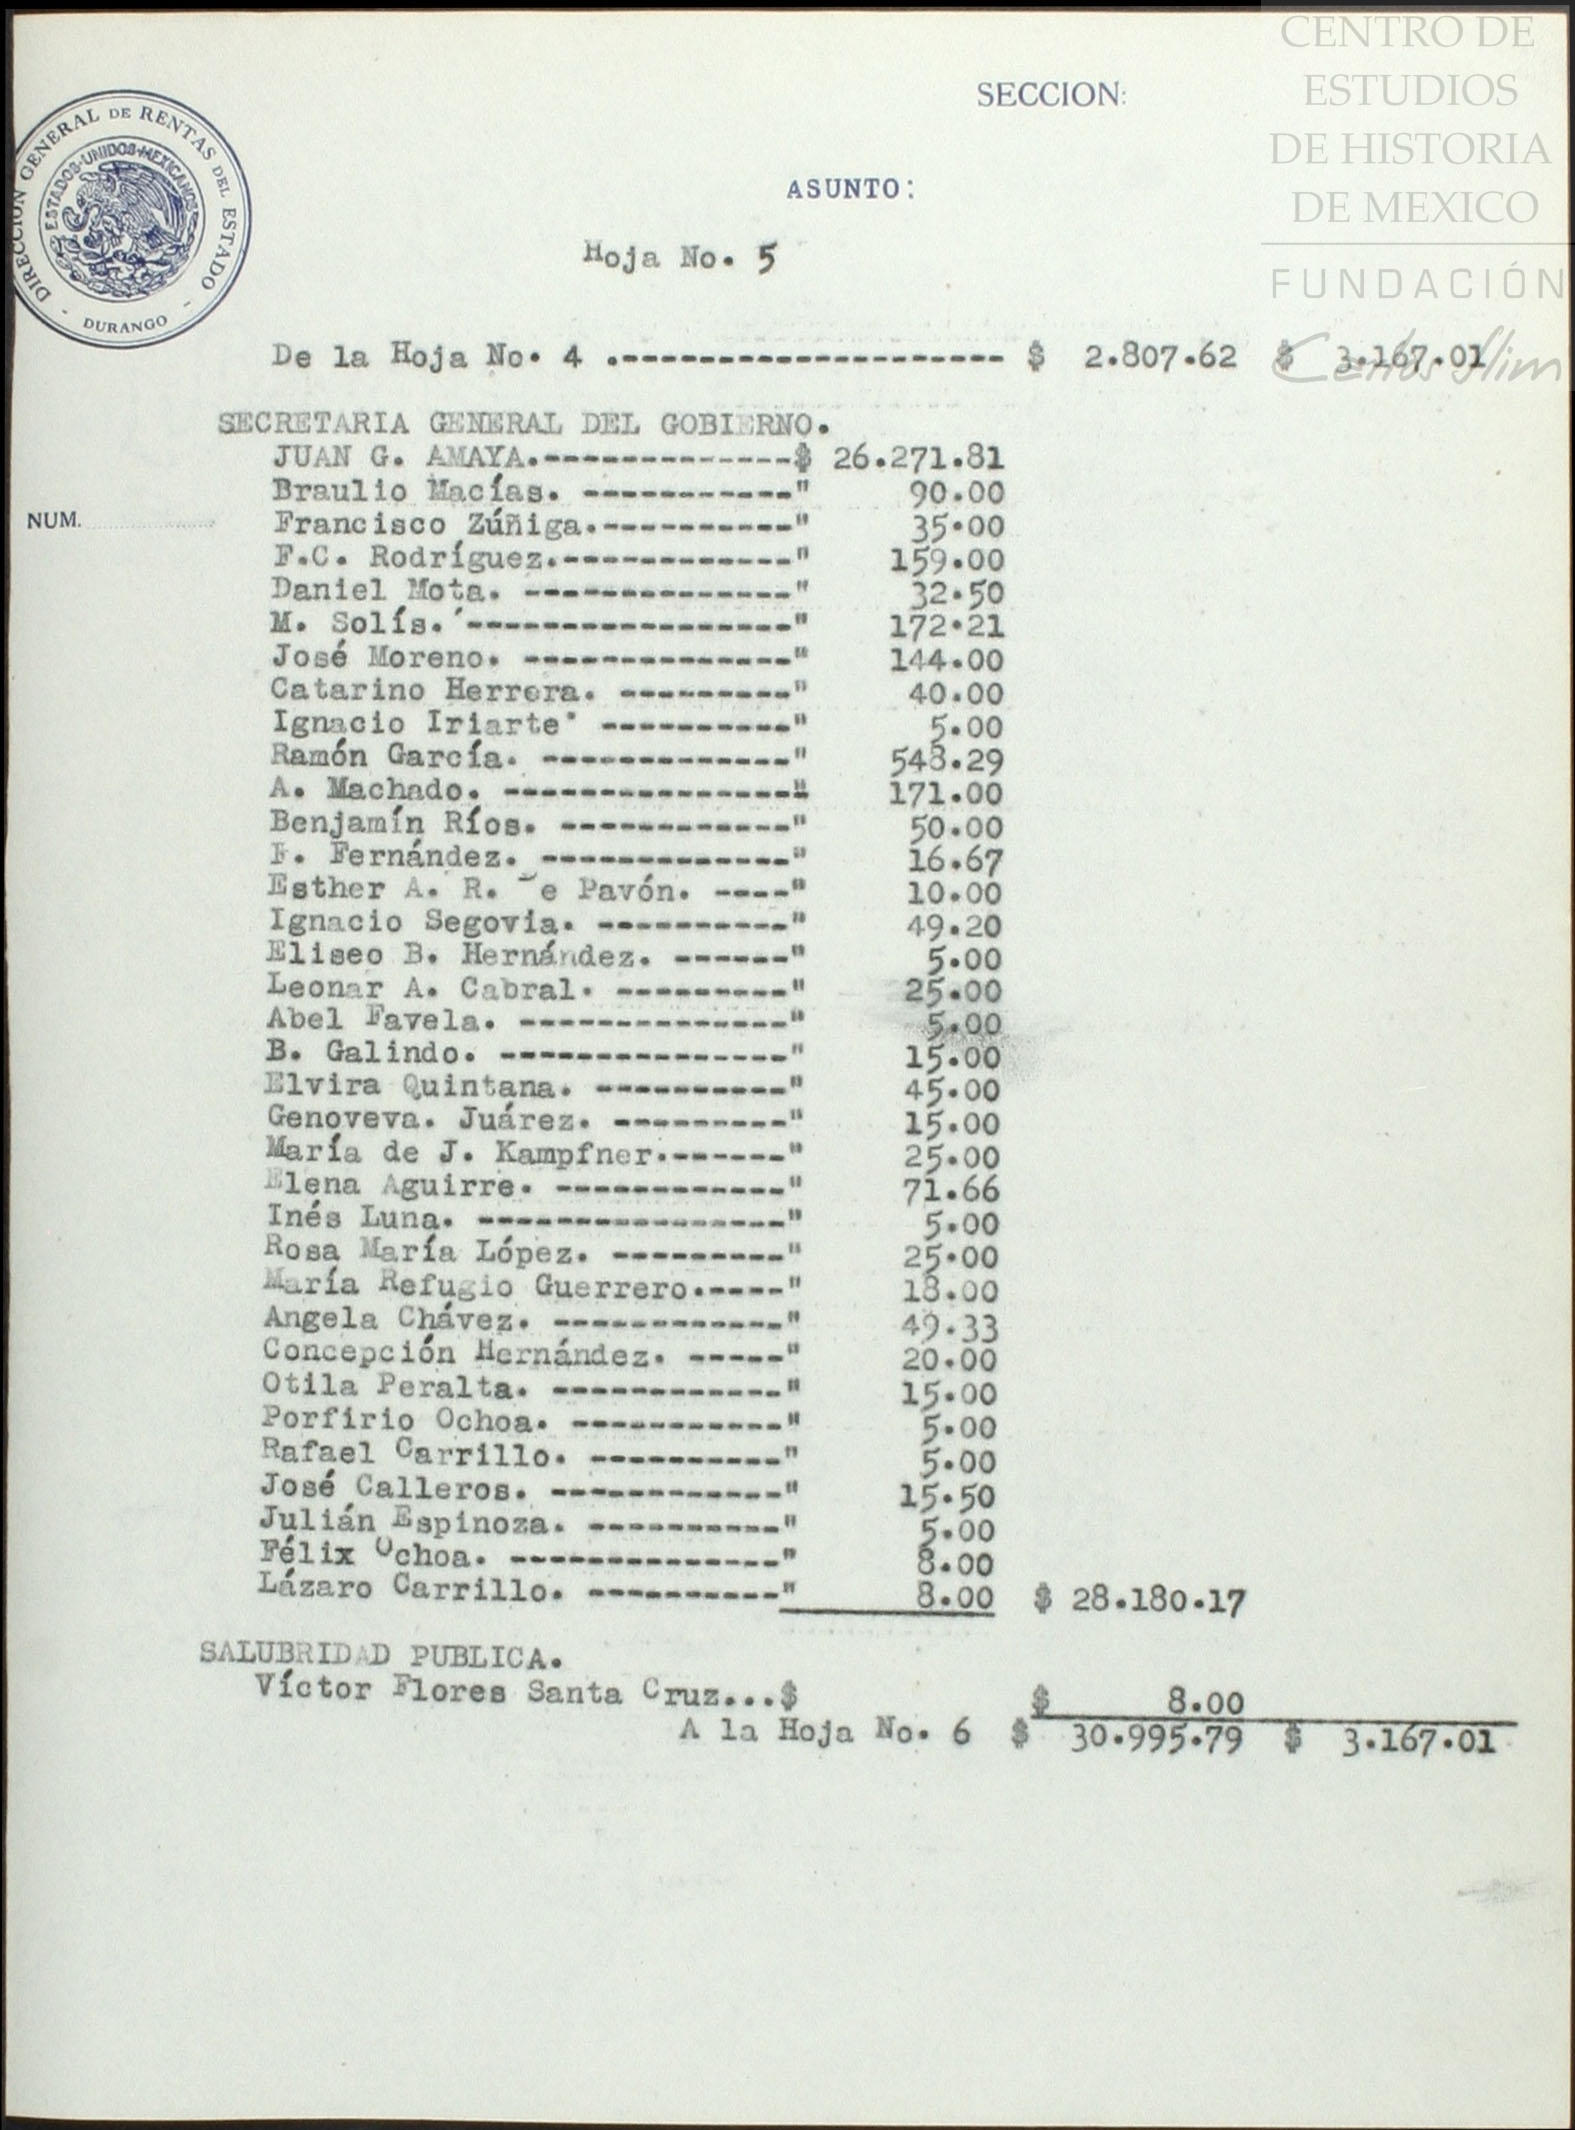 CENTRO DE
ESTUDIOS
DE HISTORIA
DE MEXICO
FUNDACIÓN
Carlos Slim
DIRECCION GENERAL DE RENTAS DEL ESTADO
ESTADOS-UNIDOS-MEXICANOS
- DURANGO -
SECCION:
ASUNTO:
Hoja No. 5
De la Hoja No. 4 .-------------------- $ 2.807.62 $ 3.167.01
SECRETARIA GENERAL DEL GOBIERNO.
JUAN G. AMAYA.-------------$ 26.271.81
Braulio Macías. -----------" 90.00
NUM.
Francisco Zúñiga.----------" 35.00
F.C. Rodríguez.------------" 159.00
Daniel Mota. --------------" 32.50
M. Solís. -----------------" 172.21
José Moreno. --------------" 144.00
Catarino Herrera. ---------" 40.00
Ignacio Iriarte. ----------" 5.00
Ramón García. -------------" 548.29
A. Machado. ---------------" 171.00
Benjamín Ríos. ------------" 50.00
F. Fernández. -------------" 16.67
Esther A. R. e Pavón. ----" 10.00
Ignacio Segovia. ----------" 49.20
Eliseo B. Hernández. ------" 5.00
Leonar A. Cabral. ---------" 25.00
Abel Favela. --------------" 5.00
B. Galindo. ---------------" 15.00
Elvira Quintana. ----------" 45.00
Genoveva. Juárez. ---------" 15.00
María de J. Kampfner.------" 25.00
Elena Aguirre. ------------" 71.66
Inés Luna. ----------------" 5.00
Rosa María López. ---------" 25.00
María Refugio Guerrero.----" 18.00
Angela Chávez. ------------" 49.33
Concepción Hernández. -----" 20.00
Otila Peralta. ------------" 15.00
Porfirio Ochoa. -----------" 5.00
Rafael Carrillo. ----------" 5.00
José Calleros. ------------" 15.50
Julián Espinoza. ----------" 5.00
Félix Ochoa. --------------" 8.00
Lázaro Carrillo. ----------" 8.00 $ 28.180.17
SALUBRIDAD PUBLICA.
Víctor Flores Santa Cruz...$ $ 8.00
A la Hoja No. 6 $ 30.995.79 $ 3.167.01